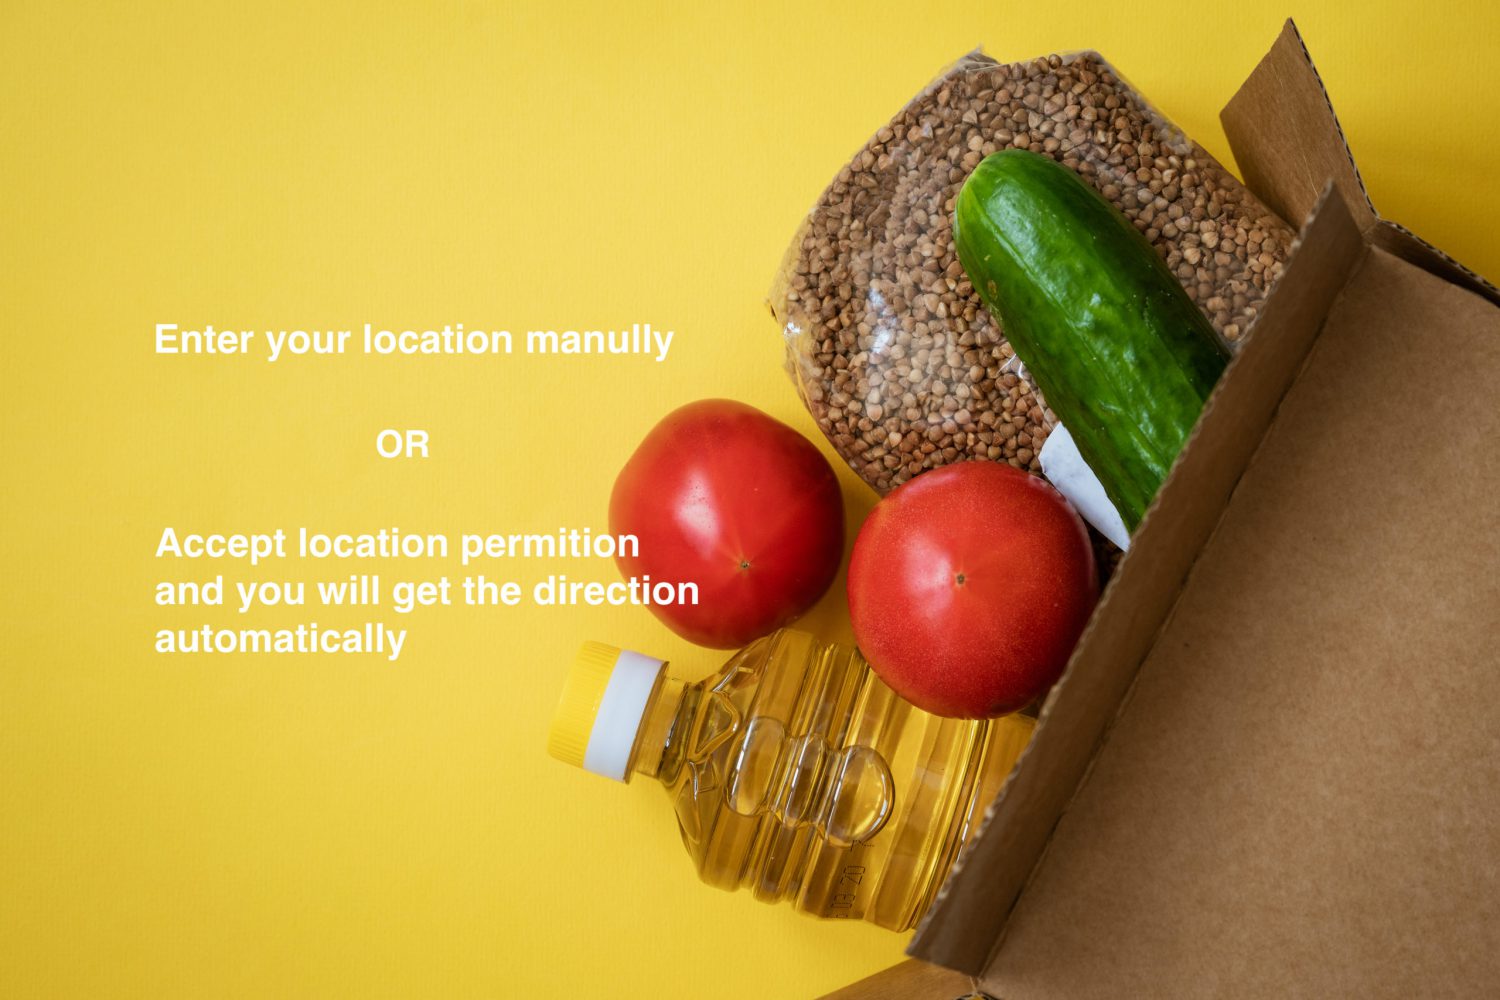 Enter your location manully
OR
Accept location permition
and you will get the direction
automatically